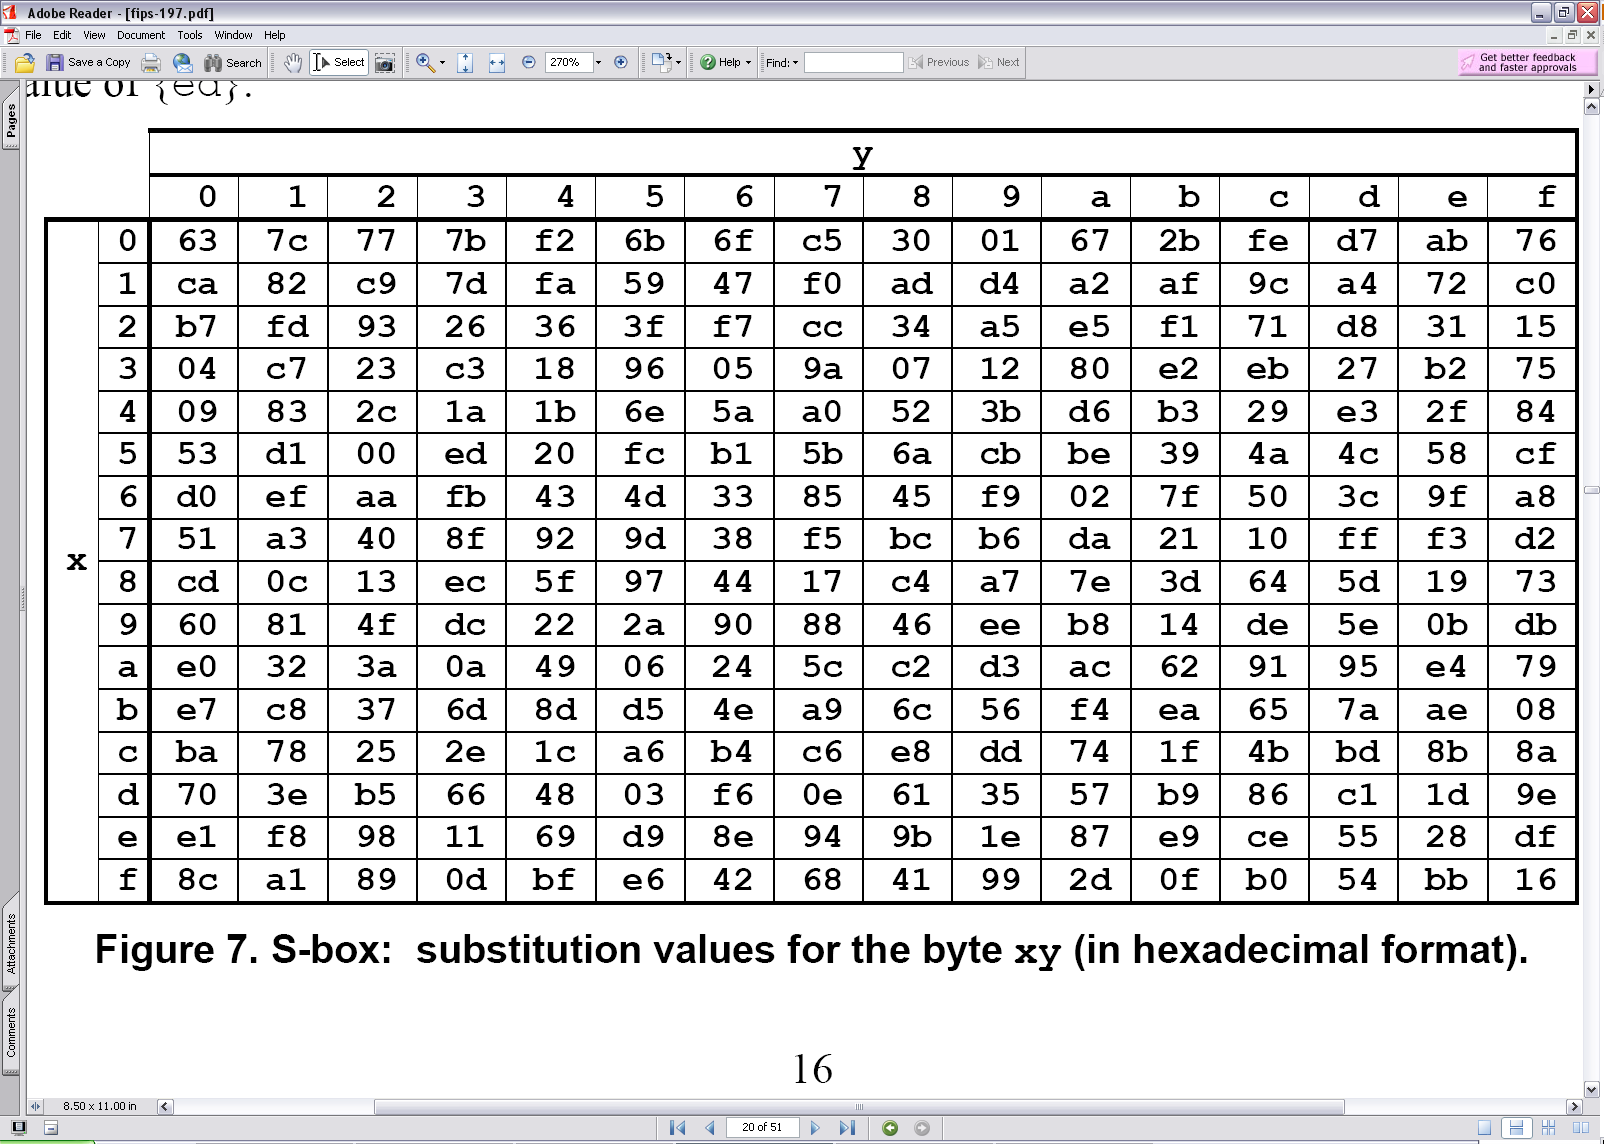 Adobe Reader - [fips-197.pdf]
File Edit View Document Tools Window Help
Save a Copy Search Select 270% Help Find: Previous Next Get better feedback and faster approvals
alue of {ed}.
Pages
y
0 1 2 3 4 5 6 7 8 9 a b c d e f
0 63 7c 77 7b f2 6b 6f c5 30 01 67 2b fe d7 ab 76
1 ca 82 c9 7d fa 59 47 f0 ad d4 a2 af 9c a4 72 c0
2 b7 fd 93 26 36 3f f7 cc 34 a5 e5 f1 71 d8 31 15
3 04 c7 23 c3 18 96 05 9a 07 12 80 e2 eb 27 b2 75
4 09 83 2c 1a 1b 6e 5a a0 52 3b d6 b3 29 e3 2f 84
5 53 d1 00 ed 20 fc b1 5b 6a cb be 39 4a 4c 58 cf
6 d0 ef aa fb 43 4d 33 85 45 f9 02 7f 50 3c 9f a8
7 51 a3 40 8f 92 9d 38 f5 bc b6 da 21 10 ff f3 d2
x
8 cd 0c 13 ec 5f 97 44 17 c4 a7 7e 3d 64 5d 19 73
9 60 81 4f dc 22 2a 90 88 46 ee b8 14 de 5e 0b db
a e0 32 3a 0a 49 06 24 5c c2 d3 ac 62 91 95 e4 79
b e7 c8 37 6d 8d d5 4e a9 6c 56 f4 ea 65 7a ae 08
c ba 78 25 2e 1c a6 b4 c6 e8 dd 74 1f 4b bd 8b 8a
d 70 3e b5 66 48 03 f6 0e 61 35 57 b9 86 c1 1d 9e
e e1 f8 98 11 69 d9 8e 94 9b 1e 87 e9 ce 55 28 df
f 8c a1 89 0d bf e6 42 68 41 99 2d 0f b0 54 bb 16
Figure 7. S-box: substitution values for the byte xy (in hexadecimal format).
Attachments
Comments
16
8.50 x 11.00 in
20 of 51